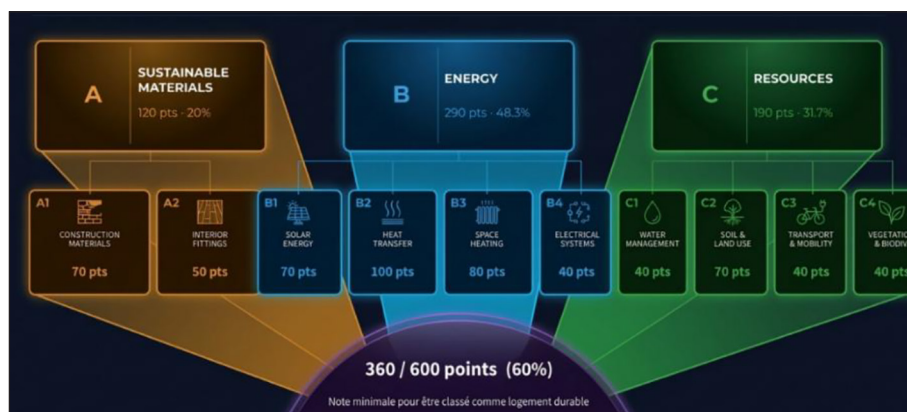 A
SUSTAINABLE
MATERIALS
120 pts · 20%
B
ENERGY
290 pts · 48.3%
C
RESOURCES
190 pts · 31.7%
A1
CONSTRUCTION
MATERIALS
70 pts
A2
INTERIOR
FITTINGS
50 pts
B1
SOLAR
ENERGY
70 pts
B2
HEAT
TRANSFER
100 pts
B3
SPACE
HEATING
80 pts
B4
ELECTRICAL
SYSTEMS
40 pts
C1
WATER
MANAGEMENT
40 pts
C2
SOIL &
LAND USE
70 pts
C3
TRANSPORT
& MOBILITY
40 pts
C4
VEGETATIO
& BIODIV
40 pts
360 / 600 points (60%)
Note minimale pour être classé comme logement durable